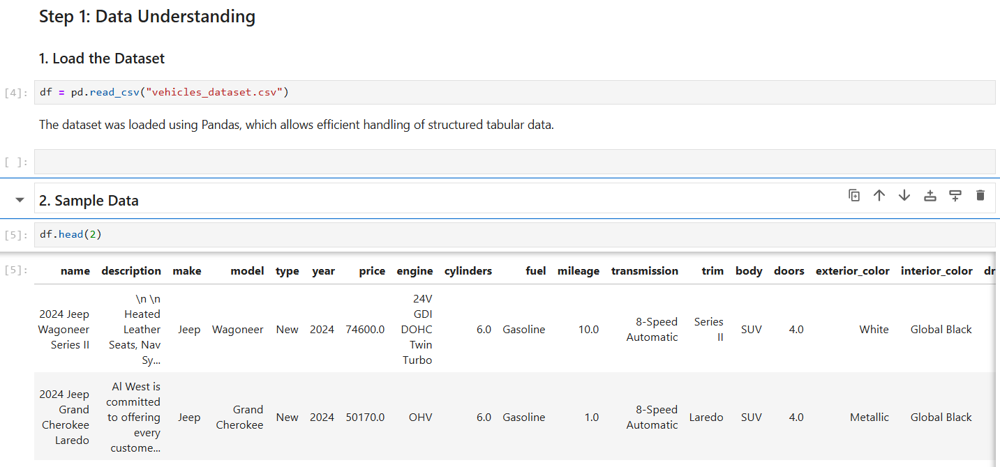 Step 1: Data Understanding
1. Load the Dataset
[4]: df = pd.read_csv("vehicles_dataset.csv")
The dataset was loaded using Pandas, which allows efficient handling of structured tabular data.
[ ]:
2. Sample Data
[5]: df.head(2)
[5]: name description make model type year price engine cylinders fuel mileage transmission trim body doors exterior_color interior_color dr
2024 Jeep Wagoneer Series II \n \n Heated Leather Seats, Nav Sy... Jeep Wagoneer New 2024 74600.0 24V GDI DOHC Twin Turbo 6.0 Gasoline 10.0 8-Speed Automatic Series II SUV 4.0 White Global Black
2024 Jeep Grand Cherokee Laredo Al West is committed to offering every custome... Jeep Grand Cherokee New 2024 50170.0 OHV 6.0 Gasoline 1.0 8-Speed Automatic Laredo SUV 4.0 Metallic Global Black